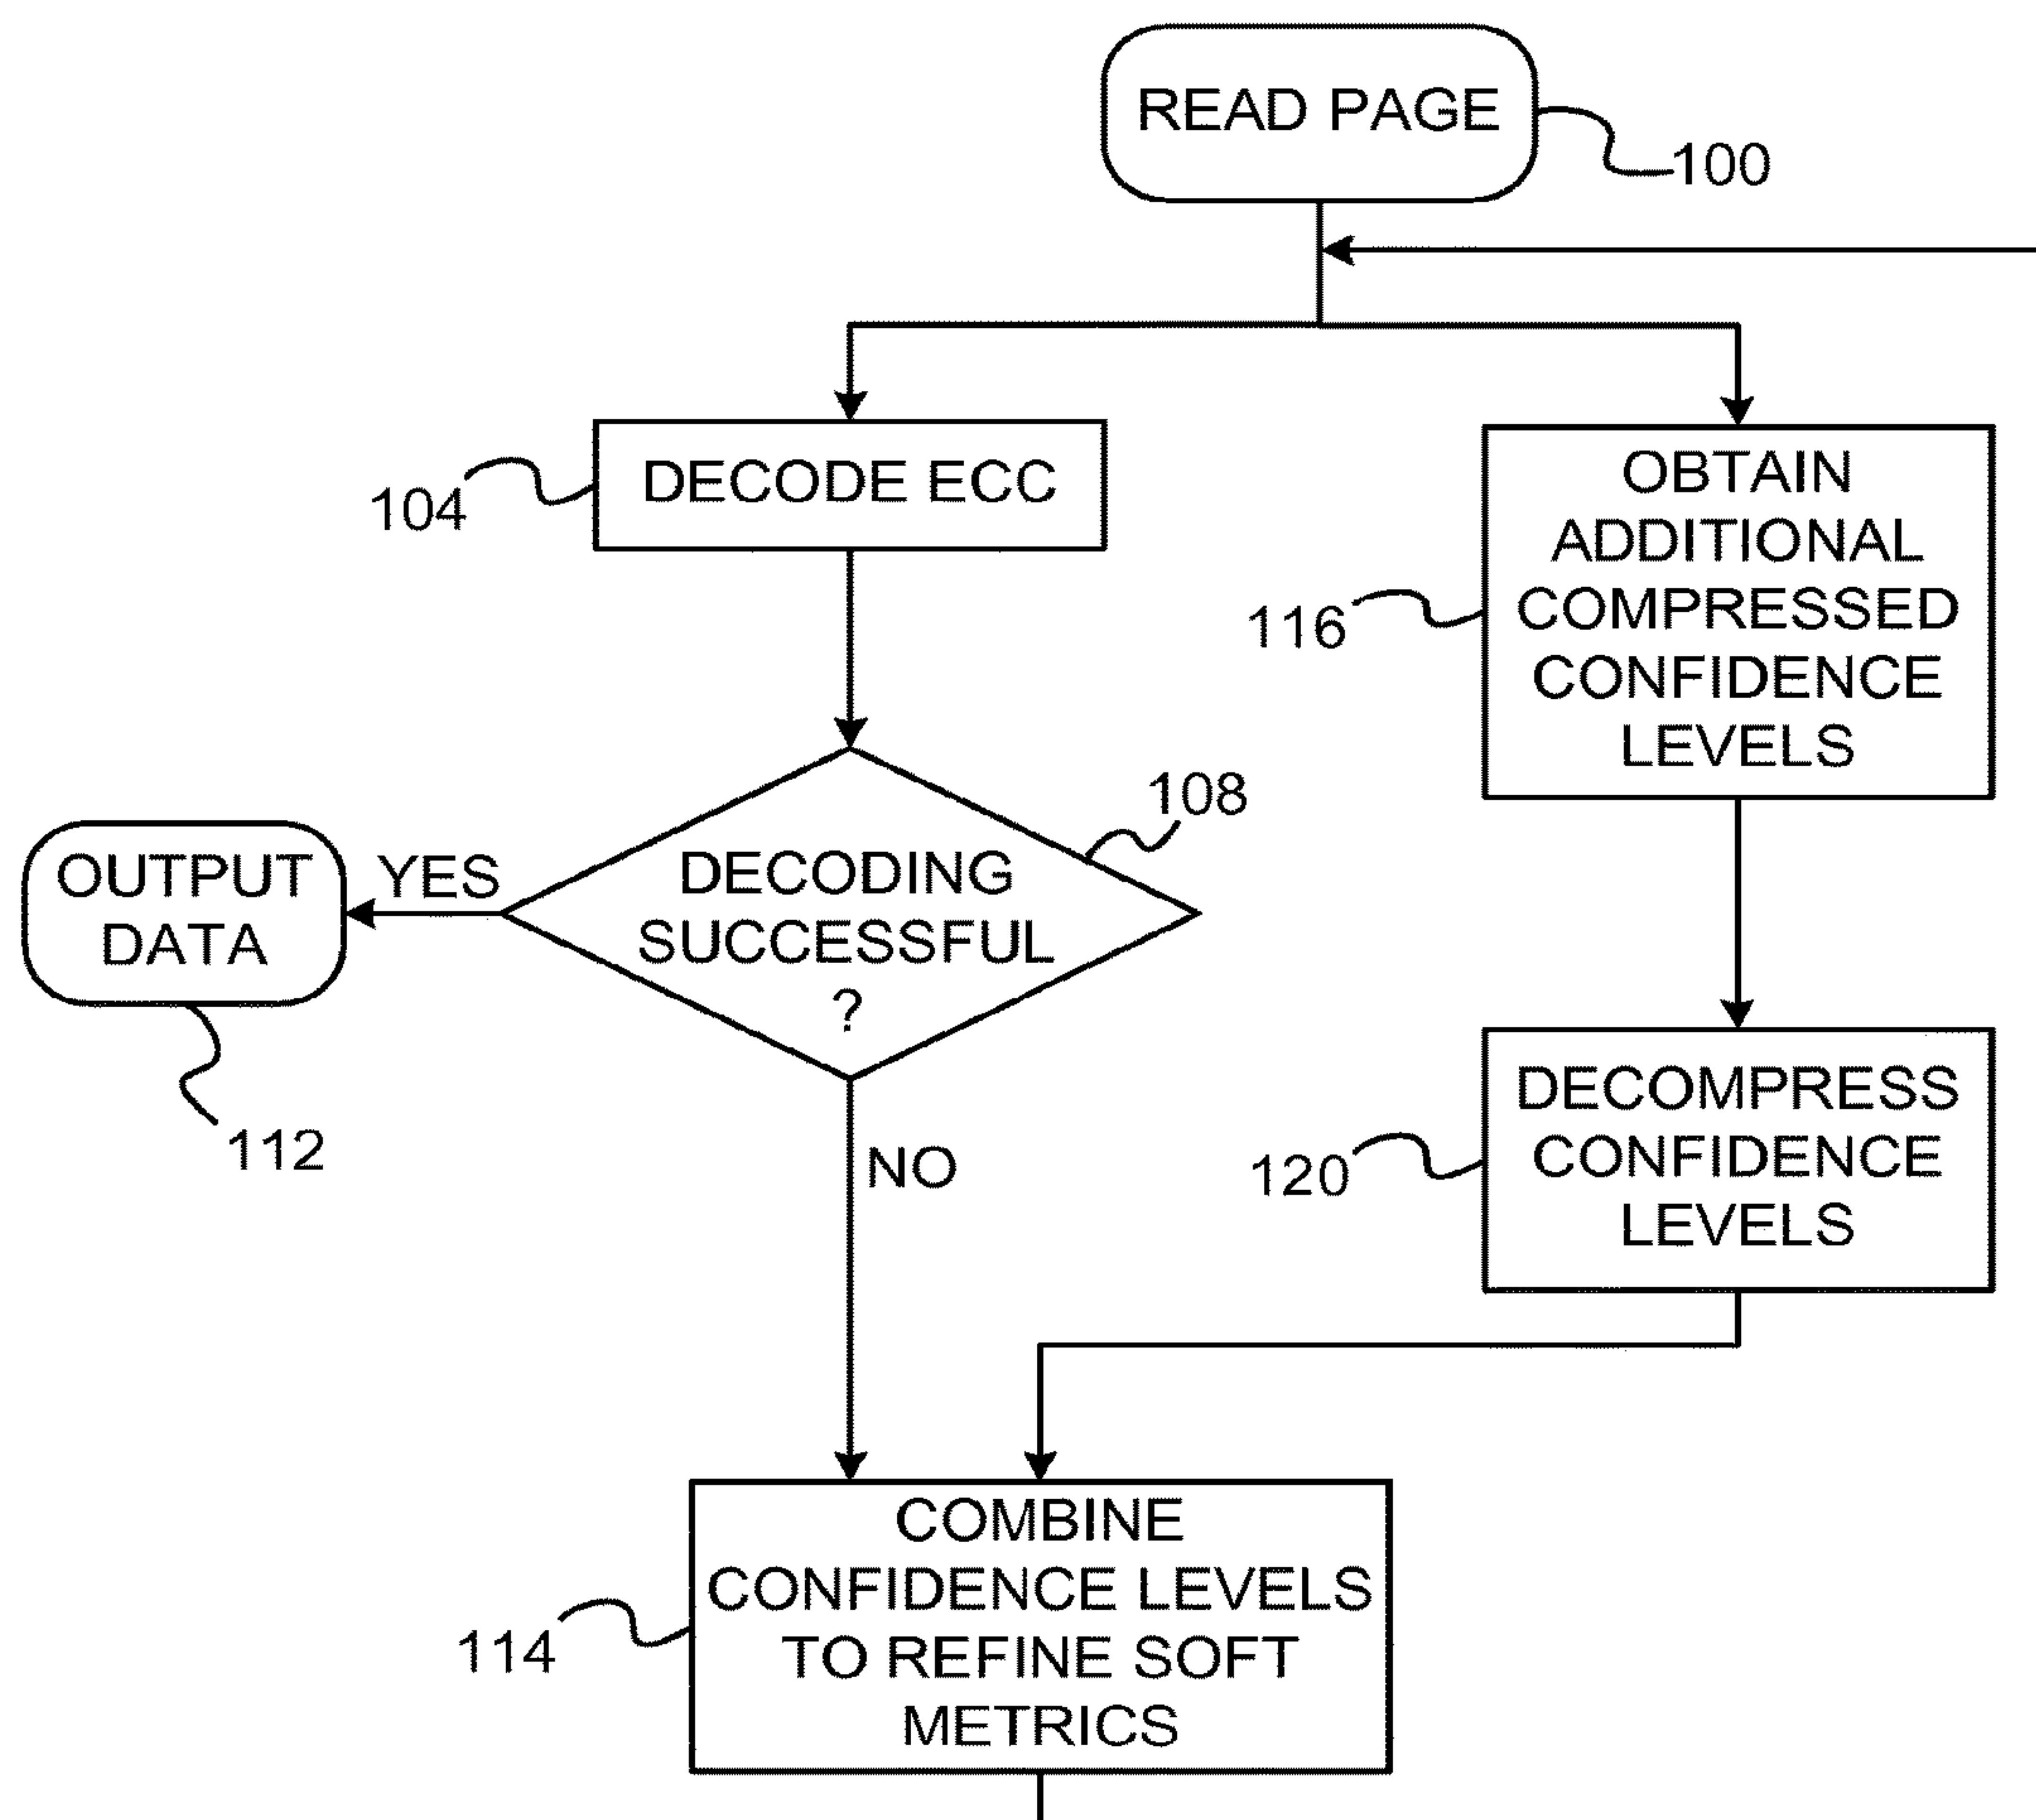 READ PAGE
100
DECODE ECC
104
OBTAIN
ADDITIONAL
COMPRESSED
CONFIDENCE
LEVELS
116
108
DECODING
SUCCESSFUL
?
YES
OUTPUT
DATA
112
NO
DECOMPRESS
CONFIDENCE
LEVELS
120
COMBINE
CONFIDENCE LEVELS
TO REFINE SOFT
METRICS
114